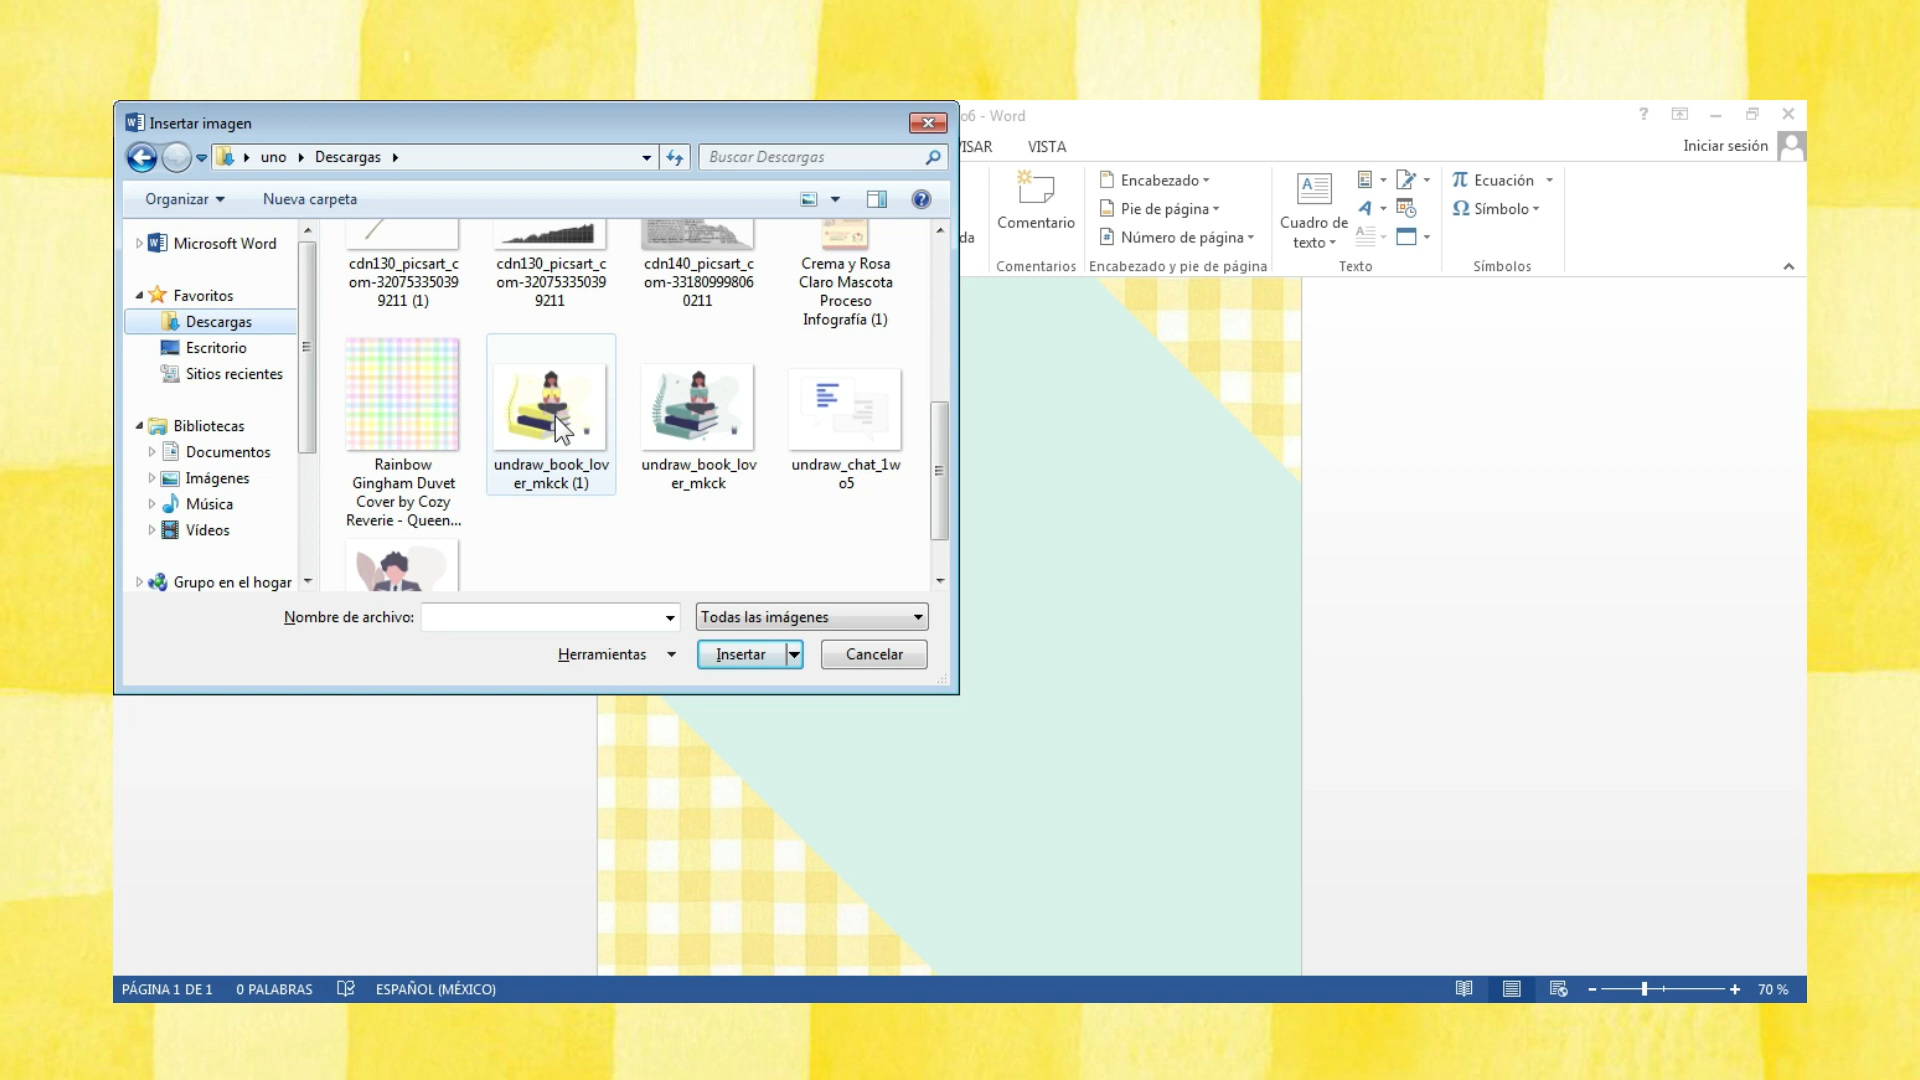 Insertar imagen
o6 - Word
uno
Descargas
Buscar Descargas
ISAR
VISTA
Iniciar sesión
Organizar
Nueva carpeta
Microsoft Word
Favoritos
Descargas
Escritorio
Sitios recientes
Bibliotecas
Documentos
Imágenes
Música
Vídeos
Grupo en el hogar
cdn130_picsart_c
om-32075335039
9211 (1)
cdn130_picsart_c
om-32075335039
9211
cdn140_picsart_c
om-33180999806
0211
Crema y Rosa
Claro Mascota
Proceso
Infografía (1)
Rainbow
Gingham Duvet
Cover by Cozy
Reverie - Queen...
undraw_book_lov
er_mkck (1)
undraw_book_lov
er_mkck
undraw_chat_1w
o5
Nombre de archivo:
Todas las imágenes
Herramientas
Insertar
Cancelar
da
Comentario
Comentarios
Encabezado
Pie de página
Número de página
Encabezado y pie de página
Cuadro de
texto
Texto
Ecuación
Símbolo
Símbolos
PÁGINA 1 DE 1
0 PALABRAS
ESPAÑOL (MÉXICO)
70 %